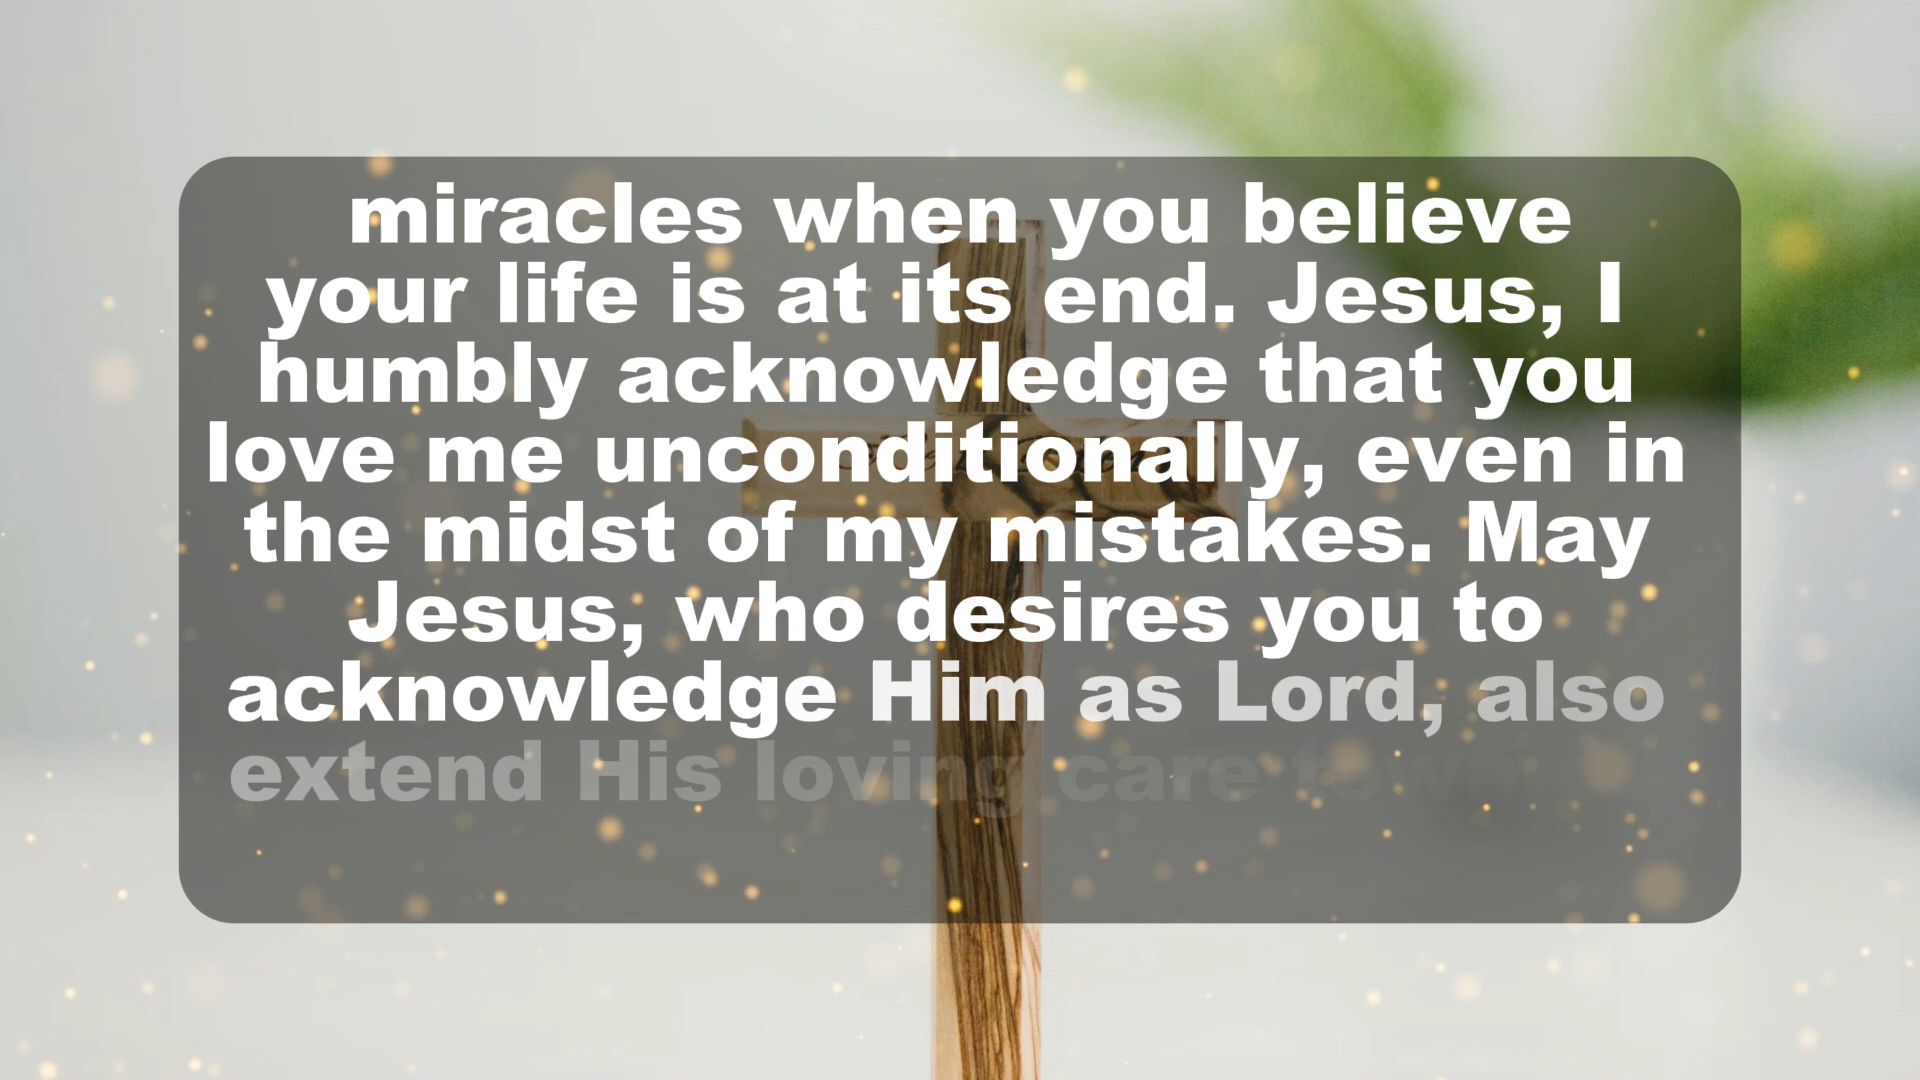 miracles when you believe
your life is at its end. Jesus, I
humbly acknowledge that you
love me unconditionally, even in
the midst of my mistakes. May
Jesus, who desires you to
acknowledge Him as Lord, also
extend His loving care